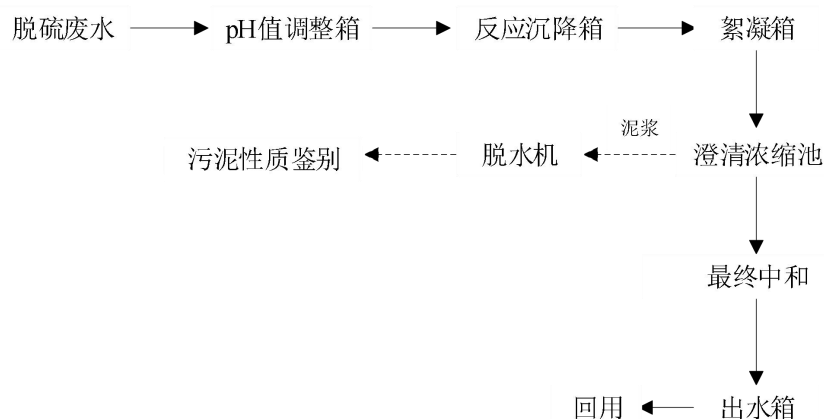 脱硫废水
pH值调整箱
反应沉降箱
絮凝箱
泥浆
污泥性质鉴别
脱水机
澄清浓缩池
最终中和
回用
出水箱